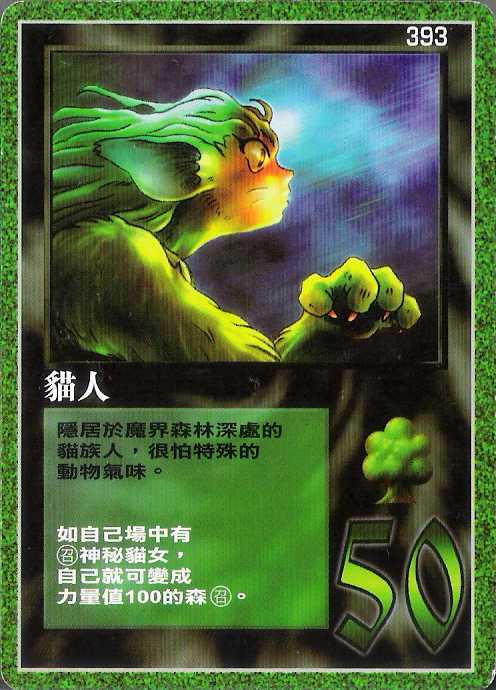 393
貓人
隱居於魔界森林深處的
貓族人，很怕特殊的
動物氣味。
如自己場中有
㊁神秘貓女，
自己就可變成
力量值100的森㊁。
50